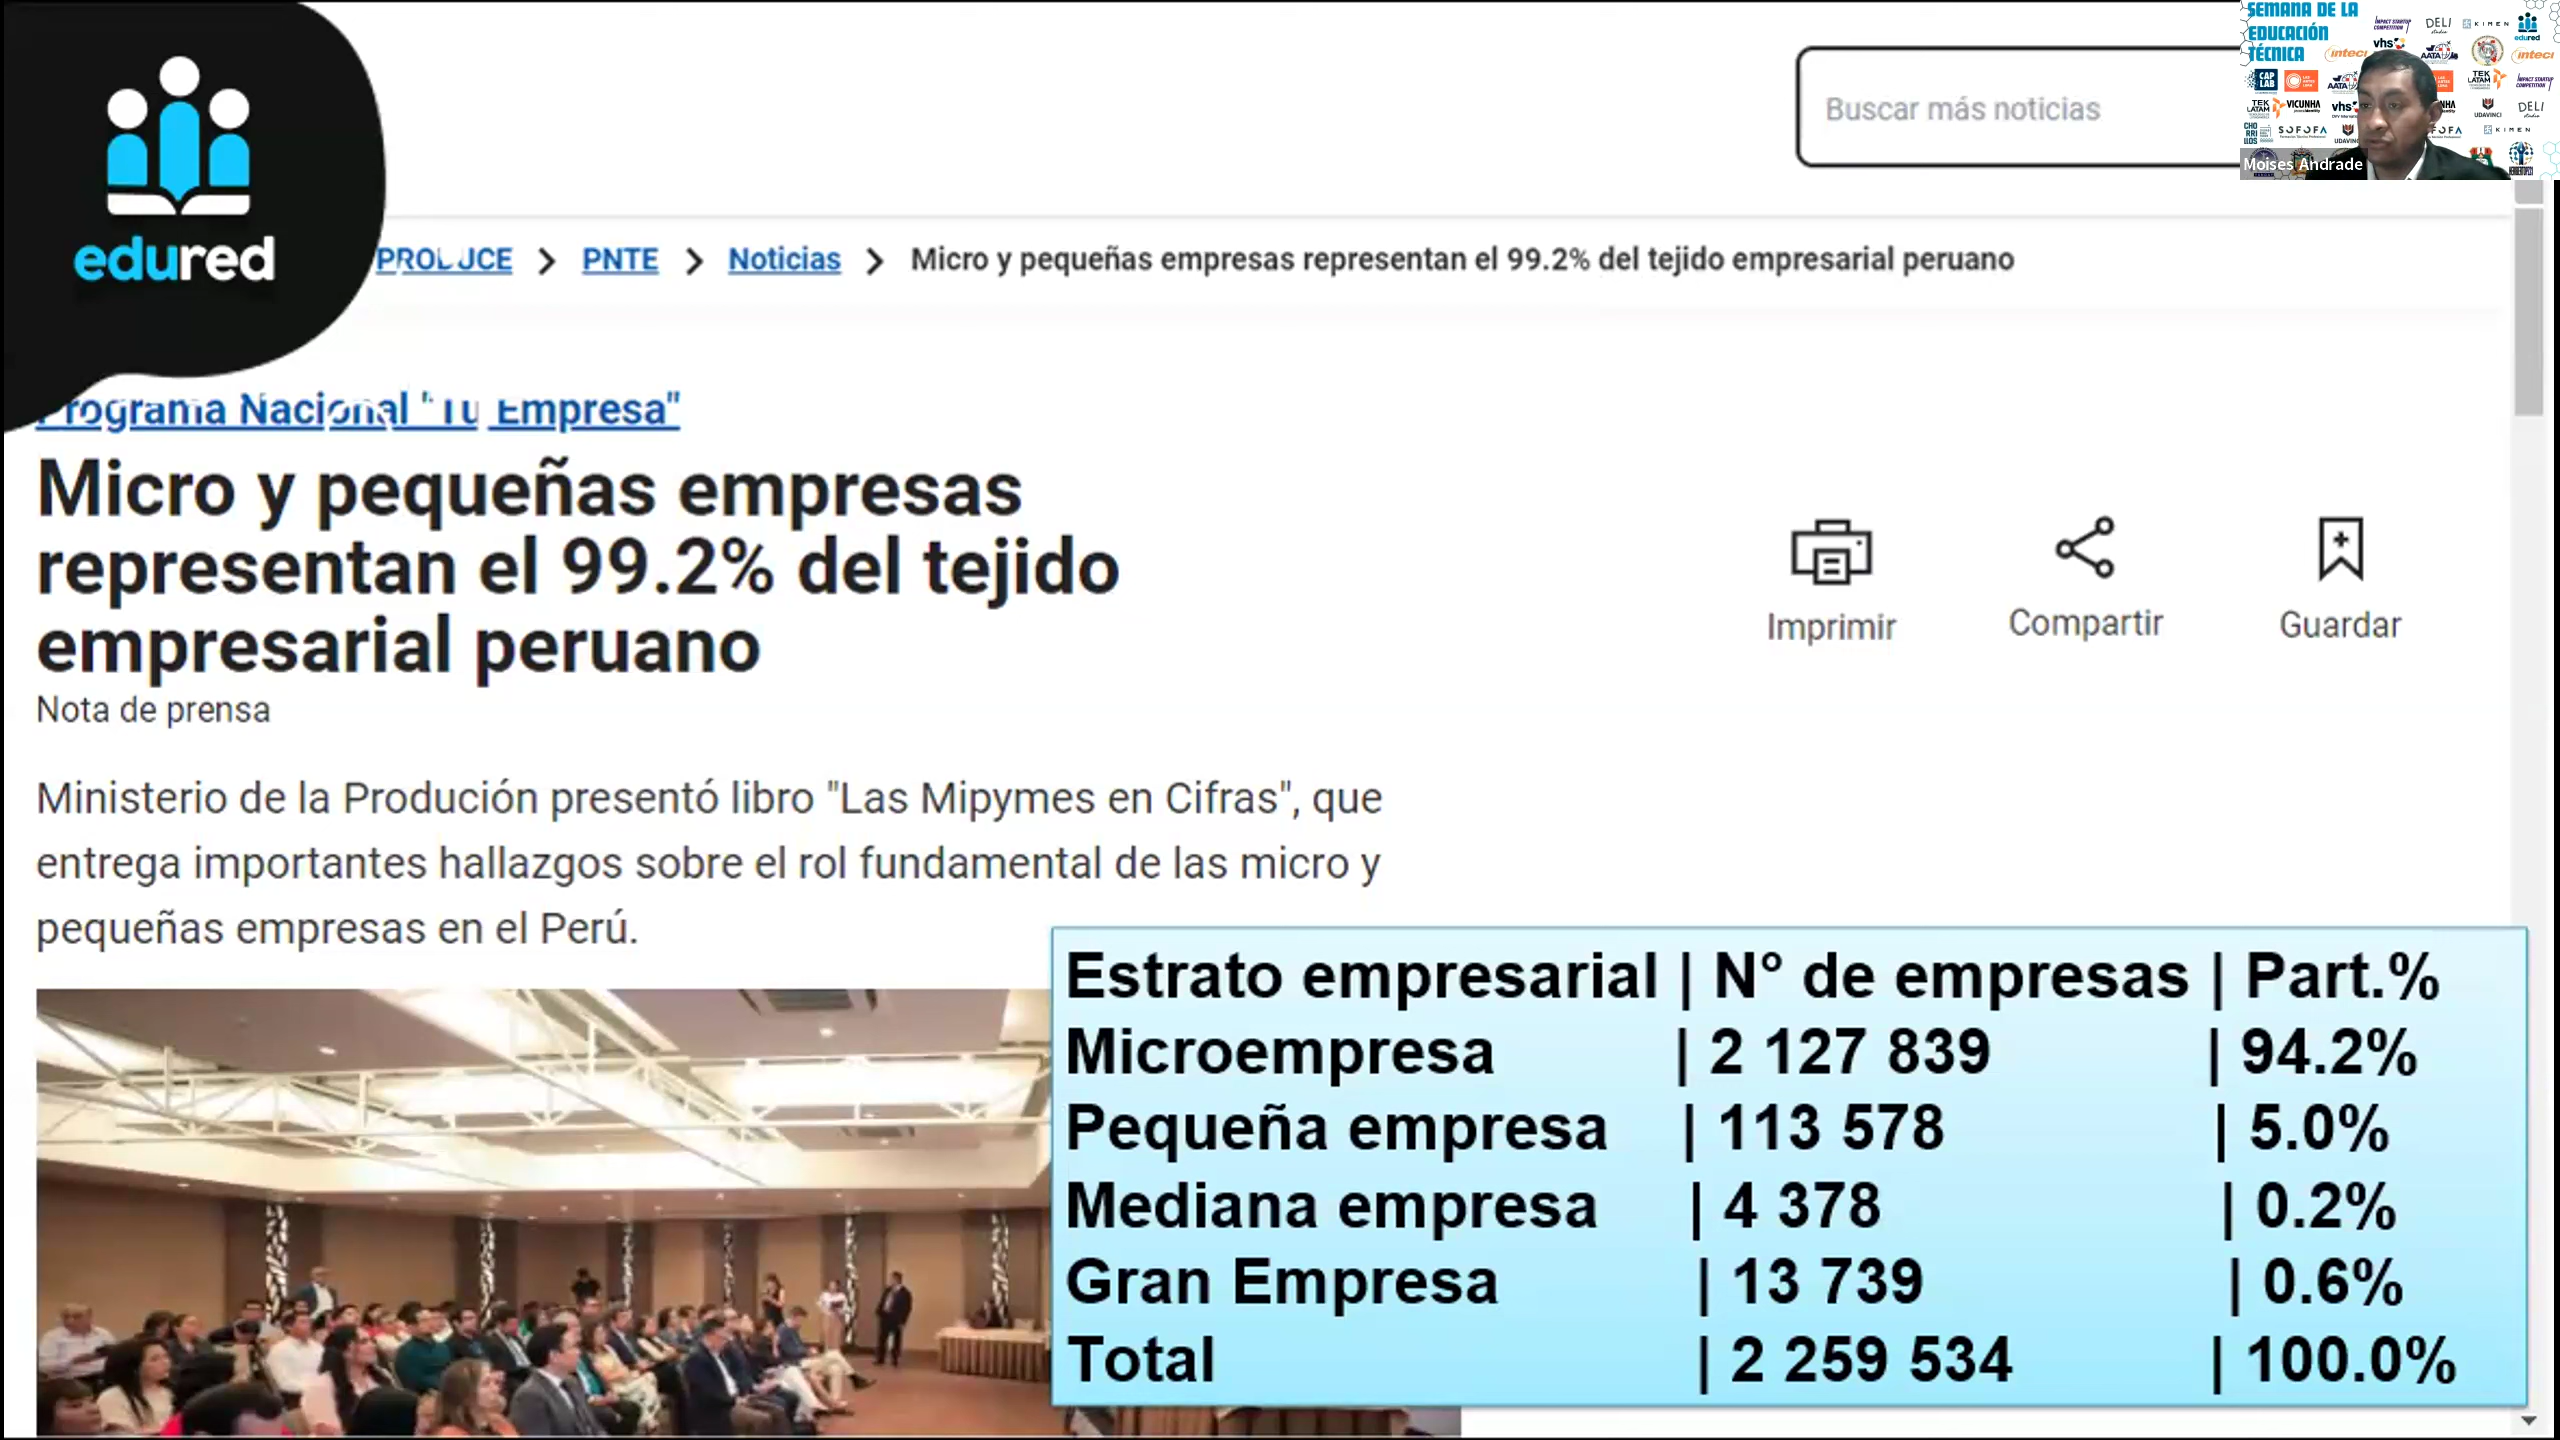 edured
Buscar más noticias
SEMANA DE LA
EDUCACIÓN
TÉCNICA
Moises Andrade
PRODUCE > PNTE > Noticias > Micro y pequeñas empresas representan el 99.2% del tejido empresarial peruano
Programa Nacional "Tu Empresa"
Micro y pequeñas empresas
representan el 99.2% del tejido
empresarial peruano
Nota de prensa
Imprimir
Compartir
Guardar
Ministerio de la Produción presentó libro "Las Mipymes en Cifras", que
entrega importantes hallazgos sobre el rol fundamental de las micro y
pequeñas empresas en el Perú.
Estrato empresarial | N° de empresas | Part.%
Microempresa | 2 127 839 | 94.2%
Pequeña empresa | 113 578 | 5.0%
Mediana empresa | 4 378 | 0.2%
Gran Empresa | 13 739 | 0.6%
Total | 2 259 534 | 100.0%